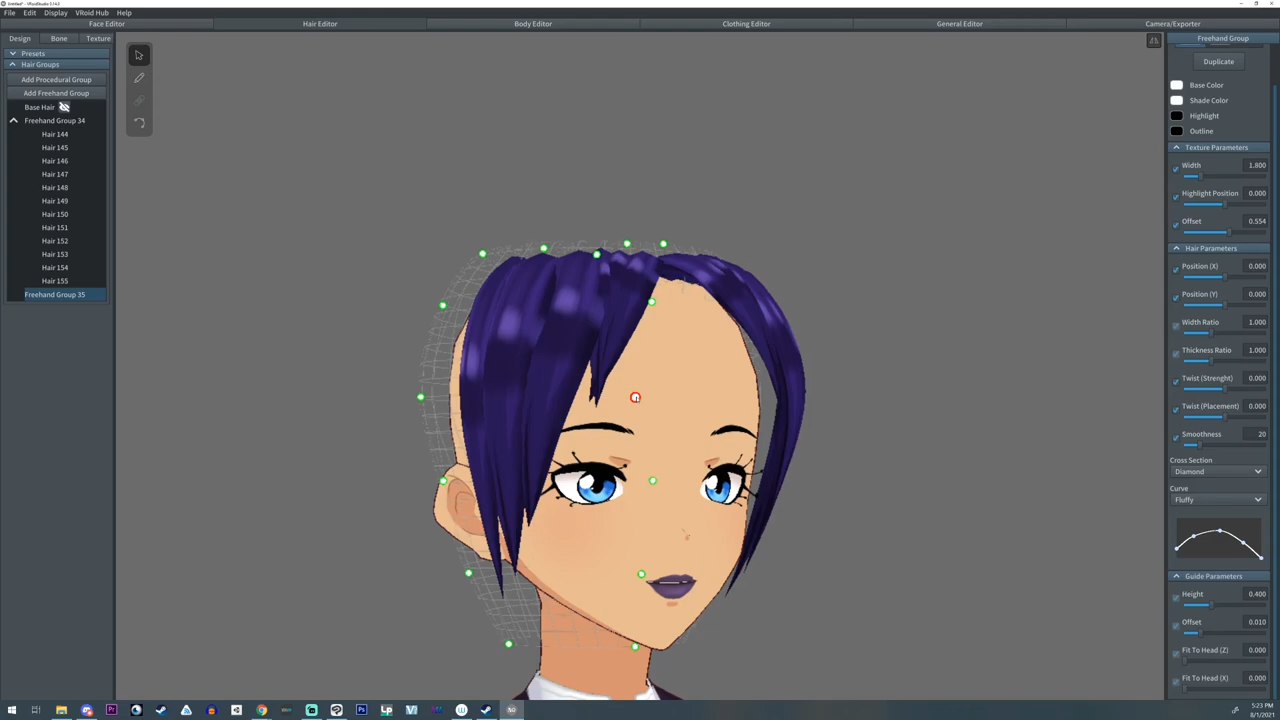 Untitled* - VRoidStudio 0.14.0
File
Edit
Display
VRoid Hub
Help
Face Editor
Hair Editor
Body Editor
Clothing Editor
General Editor
Camera/Exporter
Design
Bone
Texture
Presets
Hair Groups
Add Procedural Group
Add Freehand Group
Base Hair
Freehand Group 34
Hair 144
Hair 145
Hair 146
Hair 147
Hair 148
Hair 149
Hair 150
Hair 151
Hair 152
Hair 153
Hair 154
Hair 155
Freehand Group 35
Freehand Group
Duplicate
Base Color
Shade Color
Highlight
Outline
Texture Parameters
Width 1.800
Highlight Position 0.000
Offset 0.554
Hair Parameters
Position (X) 0.000
Position (Y) 0.000
Width Ratio 1.000
Thickness Ratio 1.000
Twist (Strenght) 0.000
Twist (Placement) 0.000
Smoothness 20
Cross Section
Diamond
Curve
Fluffy
Guide Parameters
Height 0.400
Offset 0.010
Fit To Head (Z) 0.000
Fit To Head (X) 0.000
5:23 PM
8/1/2021